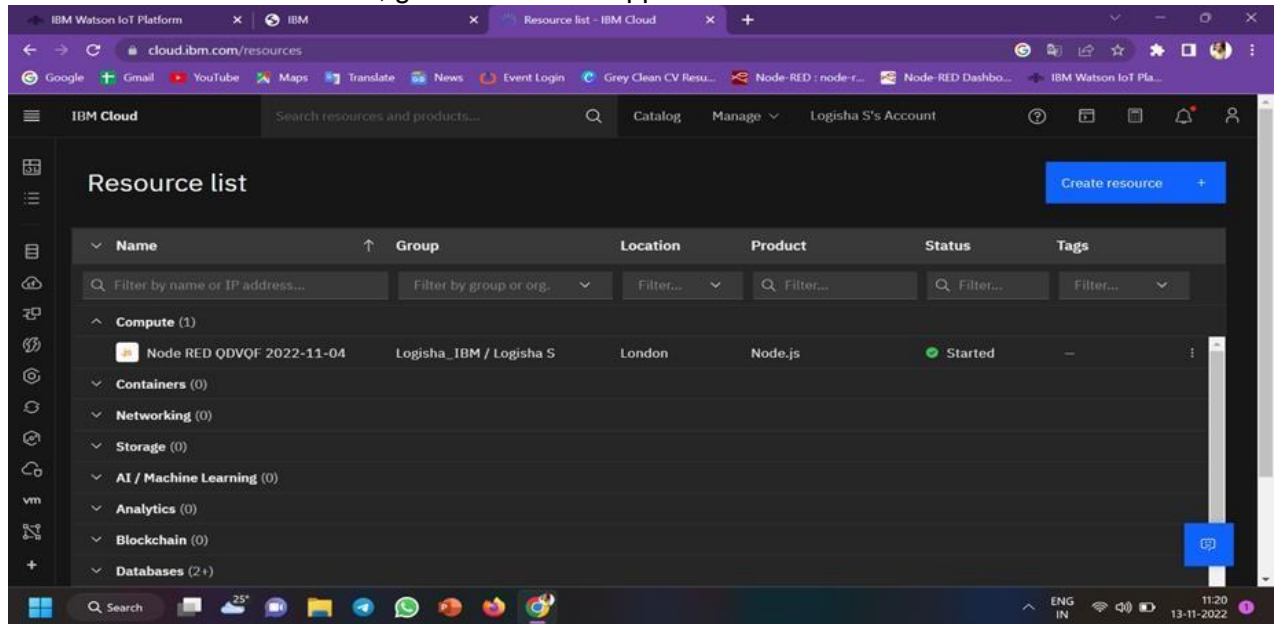 IBM Watson IoT Platform IBM Resource list - IBM Cloud
cloud.ibm.com/resources
Google Gmail YouTube Maps Translate News Event Login Grey Clean CV Resu... Node-RED : node-r... Node-RED Dashbo... IBM Watson IoT Pla...
IBM Cloud Search resources and products... Catalog Manage Logisha S's Account
Resource list Create resource +
Name Group Location Product Status Tags
Filter by name or IP address... Filter by group or org. Filter... Filter... Filter... Filter...
Compute (1)
Node RED QDVQF 2022-11-04 Logisha_IBM / Logisha S London Node.js Started –
Containers (0)
Networking (0)
Storage (0)
AI / Machine Learning (0)
vm
Analytics (0)
Blockchain (0)
Databases (2+)
Search 25° ENG 11:20
IN 13-11-2022 1